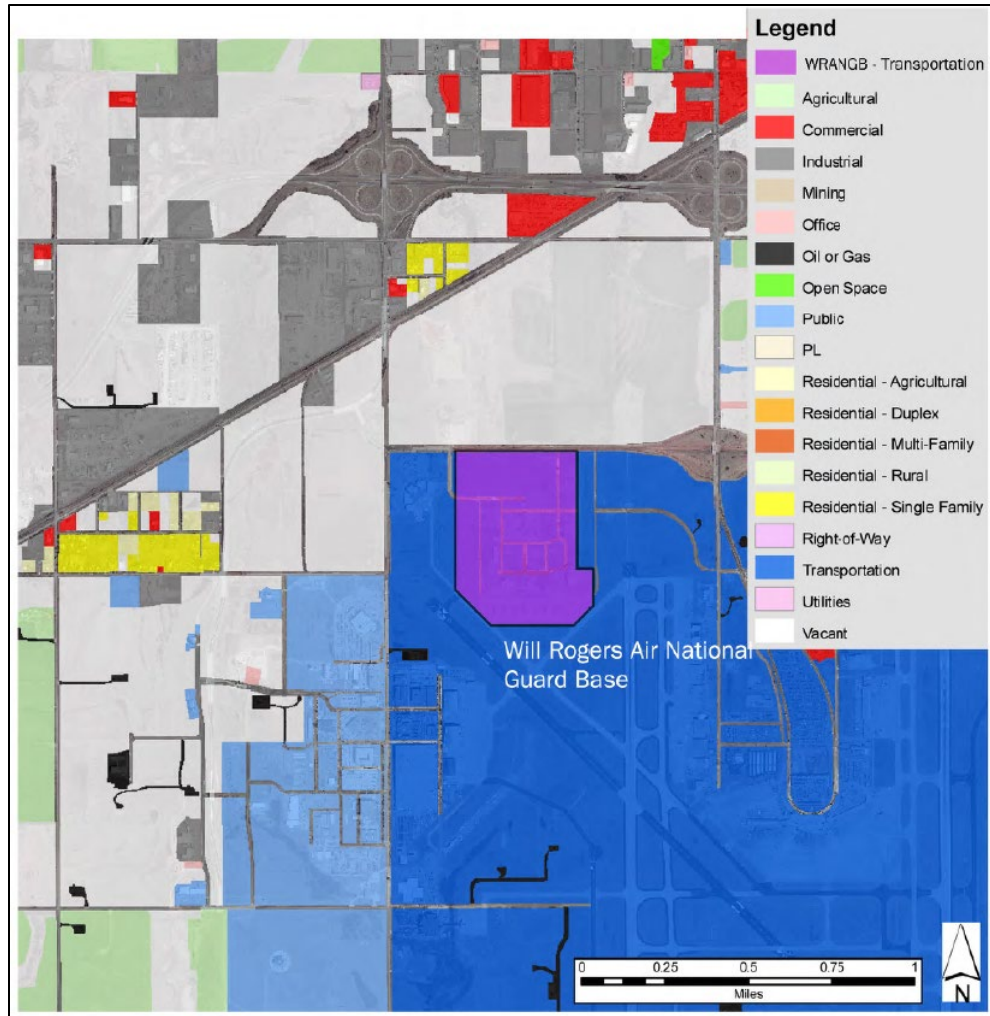 Legend
WRANGB - Transportation
Agricultural
Commercial
Industrial
Mining
Office
Oil or Gas
Open Space
Public
PL
Residential - Agricultural
Residential - Duplex
Residential - Multi-Family
Residential - Rural
Residential - Single Family
Right-of-Way
Transportation
Utilities
Vacant
Will Rogers Air National
Guard Base
0 0.25 0.5 0.75 1
Miles
N